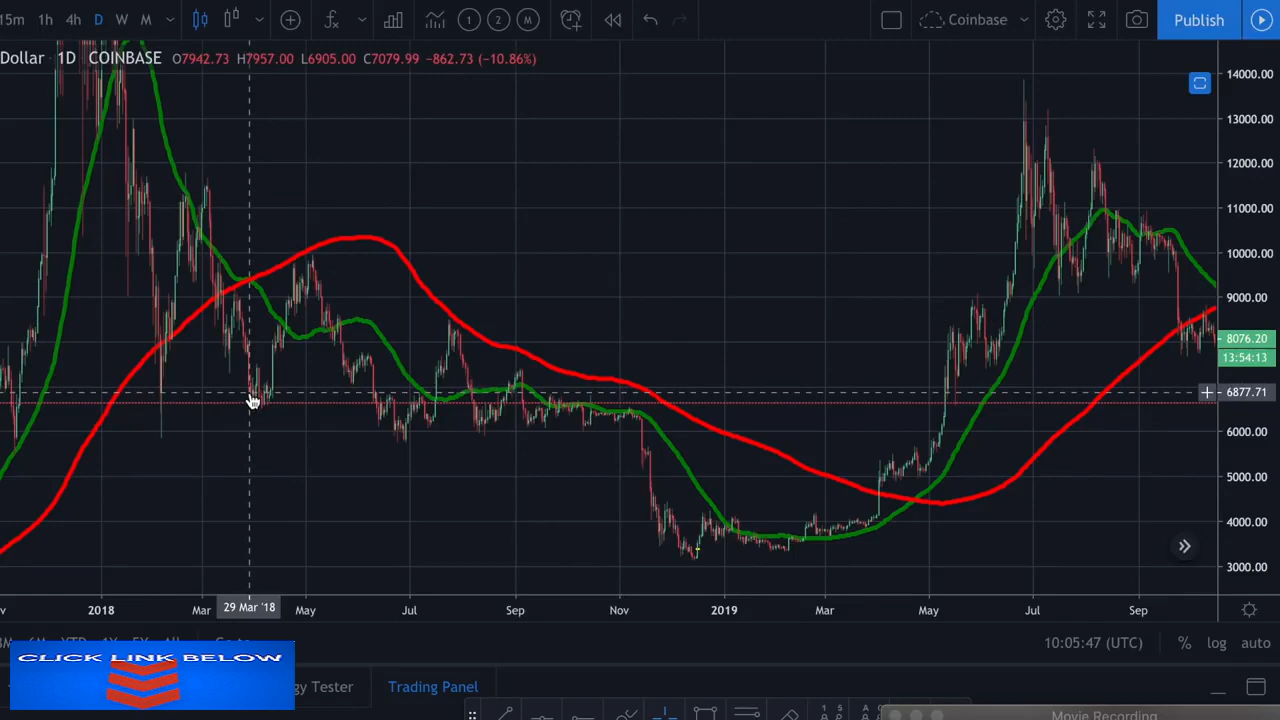 15m 1h 4h D W M 1 2 M Coinbase Publish
Dollar 1D COINBASE O7942.73 H7957.00 L6905.00 C7079.99 −862.73 (−10.86%)
14000.00
13000.00
12000.00
11000.00
10000.00
9000.00
8076.20
13:54:13
6877.71
6000.00
5000.00
4000.00
3000.00
2018 Mar 29 Mar '18 May Jul Sep Nov 2019 Mar May Jul Sep
10:05:47 (UTC) % log auto
CLICK LINK BELOW
gy Tester Trading Panel
Movie Recording